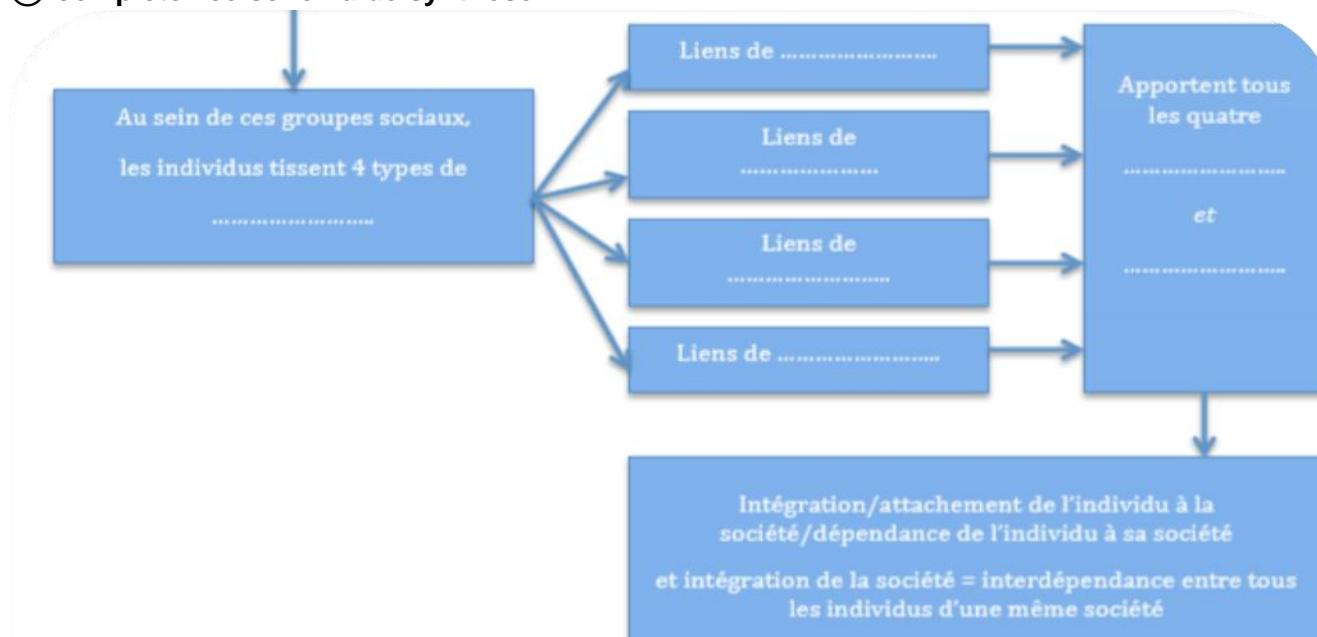 Au sein de ces groupes sociaux,
les individus tissent 4 types de
……………………..
Liens de …………………….
Liens de
…………………
Liens de
……………………..
Liens de ……………………..
Apportent tous
les quatre
……………………..
et
……………………..
Intégration/attachement de l'individu à la
société/dépendance de l'individu à sa société
et intégration de la société = interdépendance entre tous
les individus d'une même société